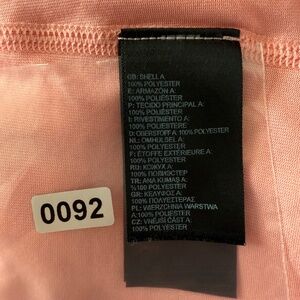 GB: SHELL A:
100% POLYESTER
E: ARMAZÓN A:
100% POLIÉSTER
P: TECIDO PRINCIPAL A:
100% POLIÉSTER
I: RIVESTIMENTO A:
100% POLIESTERE
D: OBERSTOFF A: 100% POLYESTER
NL: OMHULSEL A:
100% POLYESTER
F: ÉTOFFE EXTÉRIEURE A:
100% POLYESTER
RU: КОЖУХ A:
100% ПОЛИЭСТЕР
TR: ANA KUMAŞ A:
%100 POLYESTER
GR: ΚΕΛΥΦΟΣ A:
100% ΠΟΛΥΕΣΤΕΡΑΣ
PL: WIERZCHNIA WARSTWA
A: 100% POLIESTER
CZ: VNĚJŠÍ ČÁST A:
100% POLYESTER
0092